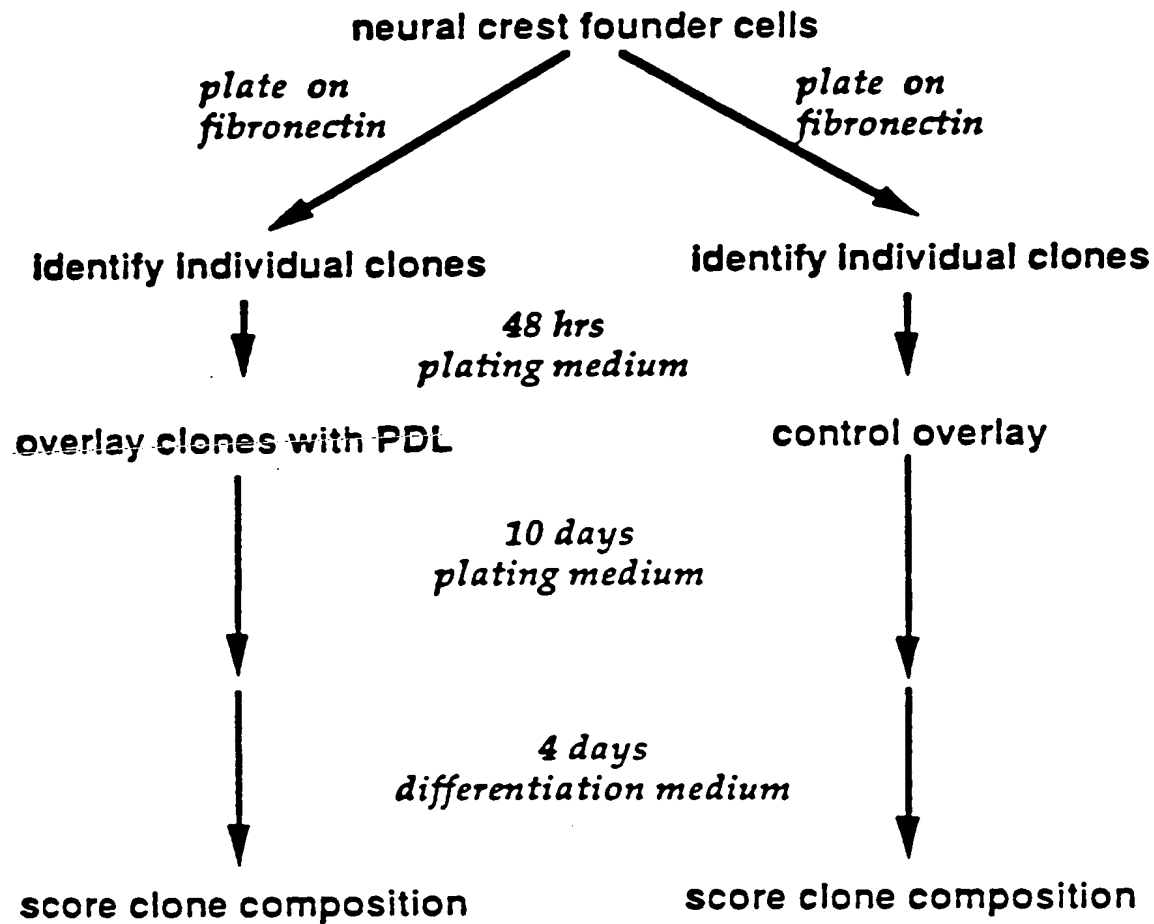 neural crest founder cells
plate on
fibronectin
plate on
fibronectin
identify individual clones
identify individual clones
48 hrs
plating medium
overlay clones with PDL
control overlay
10 days
plating medium
4 days
differentiation medium
score clone composition
score clone composition